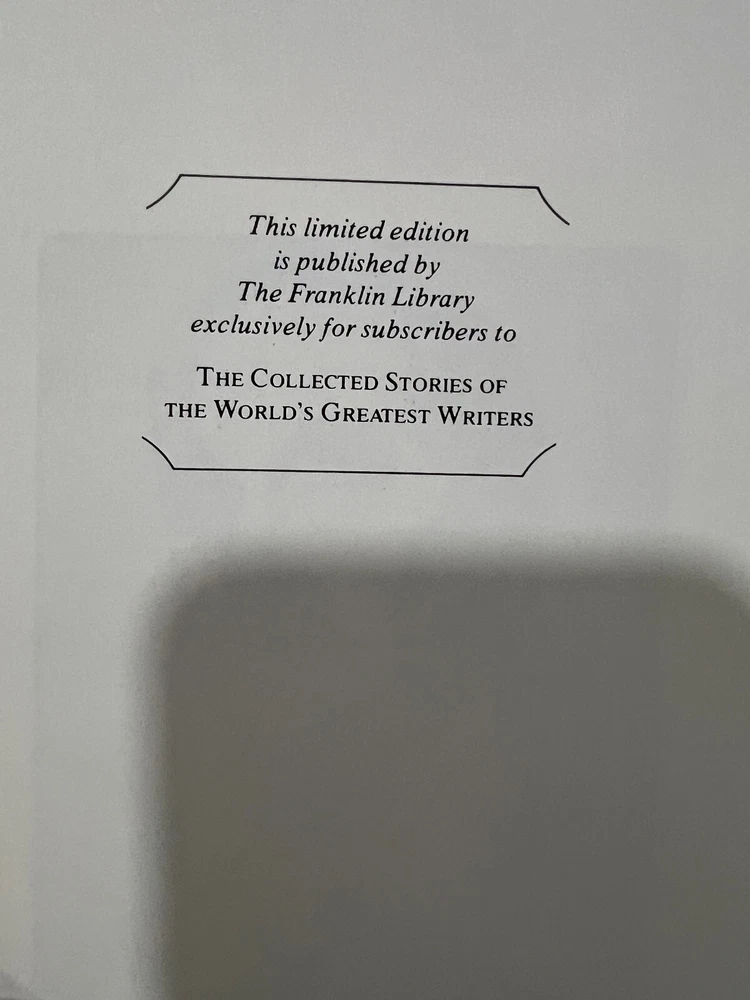 This limited edition
is published by
The Franklin Library
exclusively for subscribers to
THE COLLECTED STORIES OF
THE WORLD'S GREATEST WRITERS